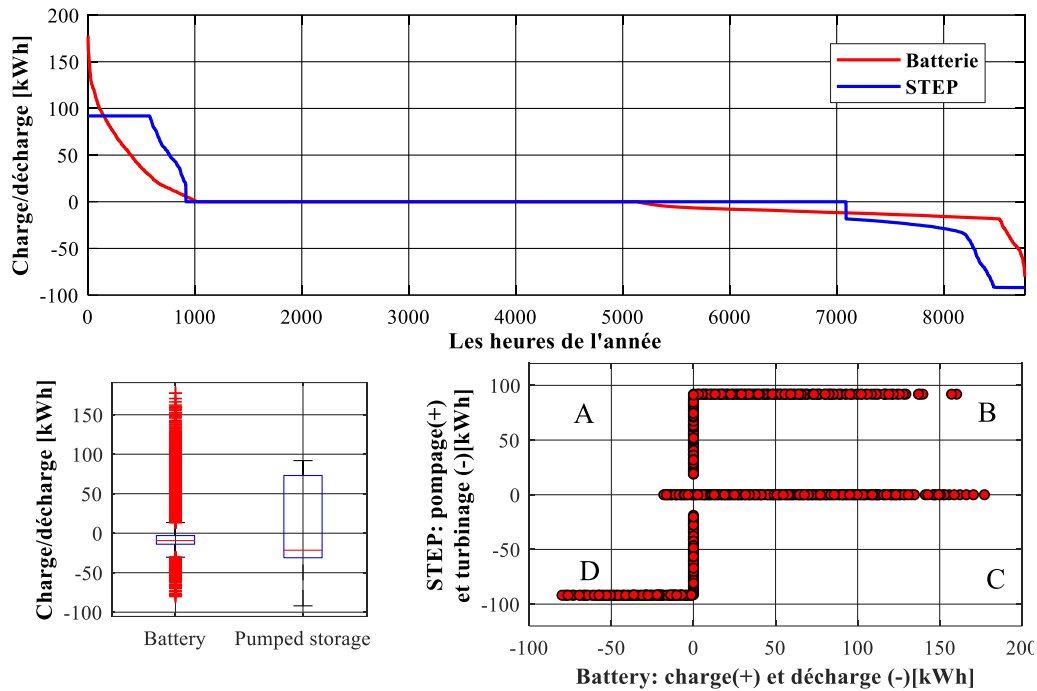 200
150
100
50
0
-50
-100
Charge/décharge [kWh]
Batterie
STEP
0
1000
2000
3000
4000
5000
6000
7000
8000
Les heures de l'année
Charge/décharge [kWh]
150
100
50
0
-50
-100
Battery
Pumped storage
STEP: pompage(+)
et turbinage (-)[kWh]
100
50
0
-50
-100
A
B
D
C
-100
-50
0
50
100
150
200
Battery: charge(+) et décharge (-)[kWh]